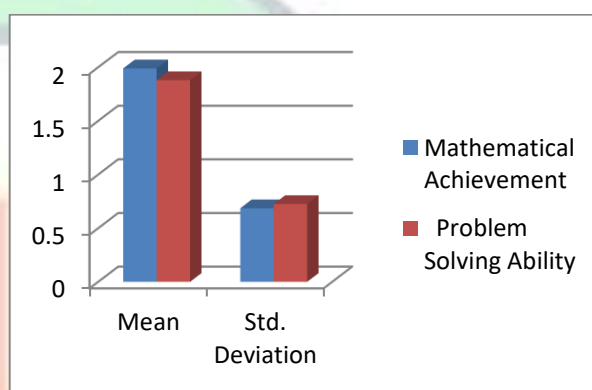 2
1.5
1
0.5
0
Mean
Std.
Deviation
Mathematical
Achievement
Problem
Solving Ability